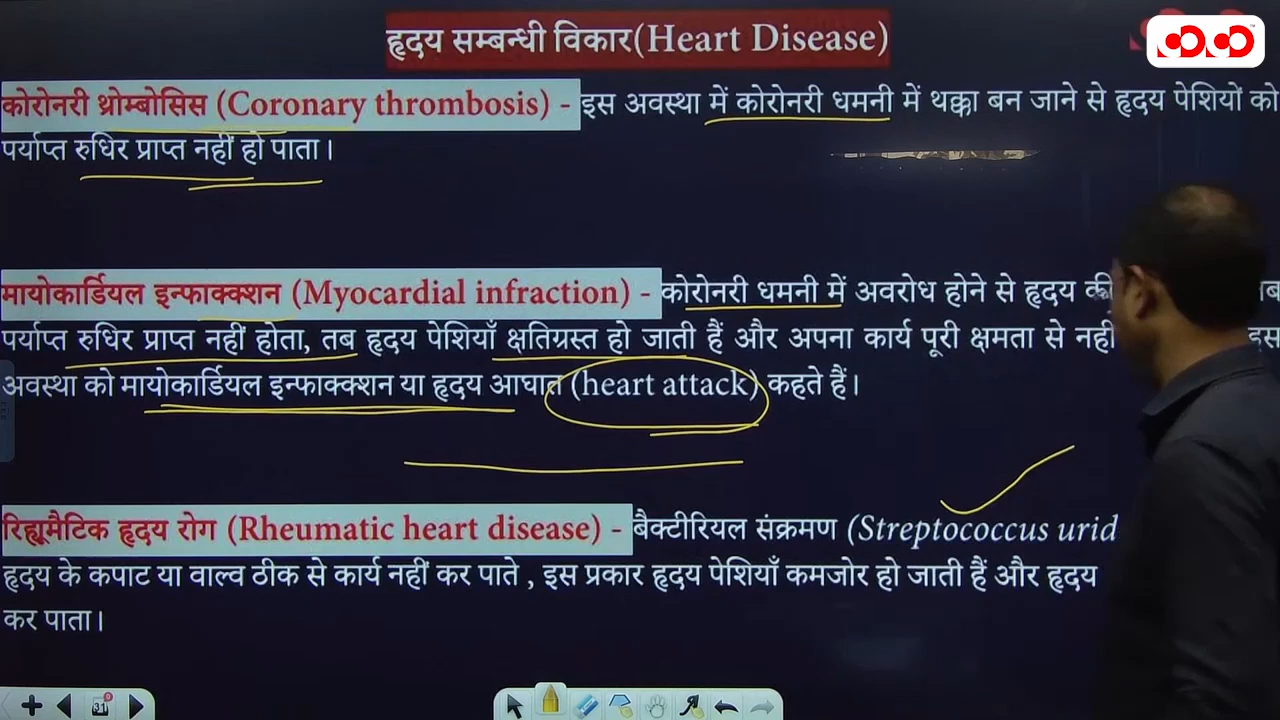 हृदय सम्बन्धी विकार(Heart Disease)
कोरोनरी थ्रोम्बोसिस (Coronary thrombosis) - इस अवस्था में कोरोनरी धमनी में थक्का बन जाने से हृदय पेशियों को
पर्याप्त रुधिर प्राप्त नहीं हो पाता।
मायोकार्डियल इन्फाक्क्शन (Myocardial infraction) - कोरोनरी धमनी में अवरोध होने से हृदय की
पर्याप्त रुधिर प्राप्त नहीं होता, तब हृदय पेशियाँ क्षतिग्रस्त हो जाती हैं और अपना कार्य पूरी क्षमता से नहीं इस
अवस्था को मायोकार्डियल इन्फाक्क्शन या हृदय आघात (heart attack) कहते हैं।
रिह्यूमैटिक हृदय रोग (Rheumatic heart disease) - बैक्टीरियल संक्रमण (Streptococcus
हृदय के कपाट या वाल्व ठीक से कार्य नहीं कर पाते , इस प्रकार हृदय पेशियाँ कमजोर हो जाती हैं और हृदय
कर पाता।
31